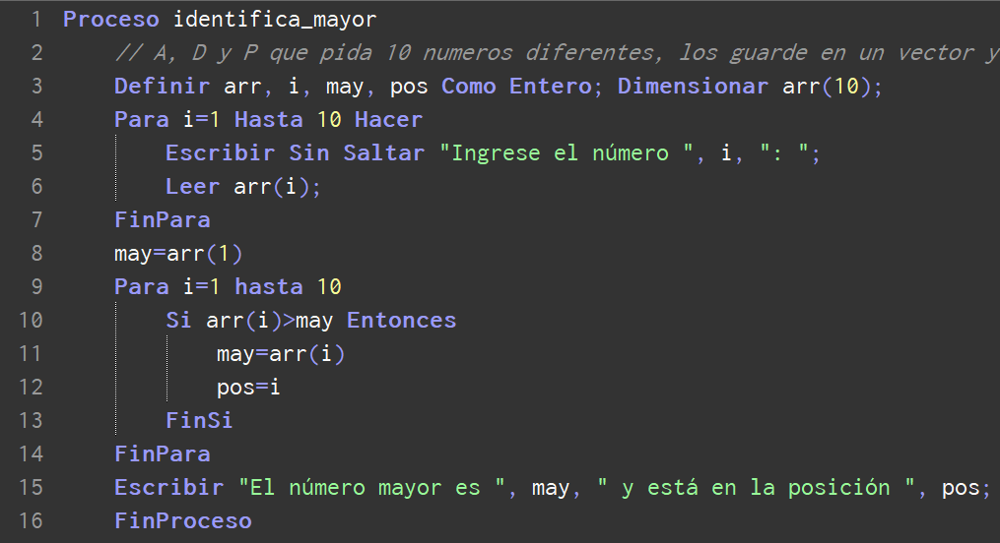 1 Proceso identifica_mayor
2 // A, D y P que pida 10 numeros diferentes, los guarde en un vector y
3 Definir arr, i, may, pos Como Entero; Dimensionar arr(10);
4 Para i=1 Hasta 10 Hacer
5 Escribir Sin Saltar "Ingrese el número ", i, ": ";
6 Leer arr(i);
7 FinPara
8 may=arr(1)
9 Para i=1 hasta 10
10 Si arr(i)>may Entonces
11 may=arr(i)
12 pos=i
13 FinSi
14 FinPara
15 Escribir "El número mayor es ", may, " y está en la posición ", pos;
16 FinProceso